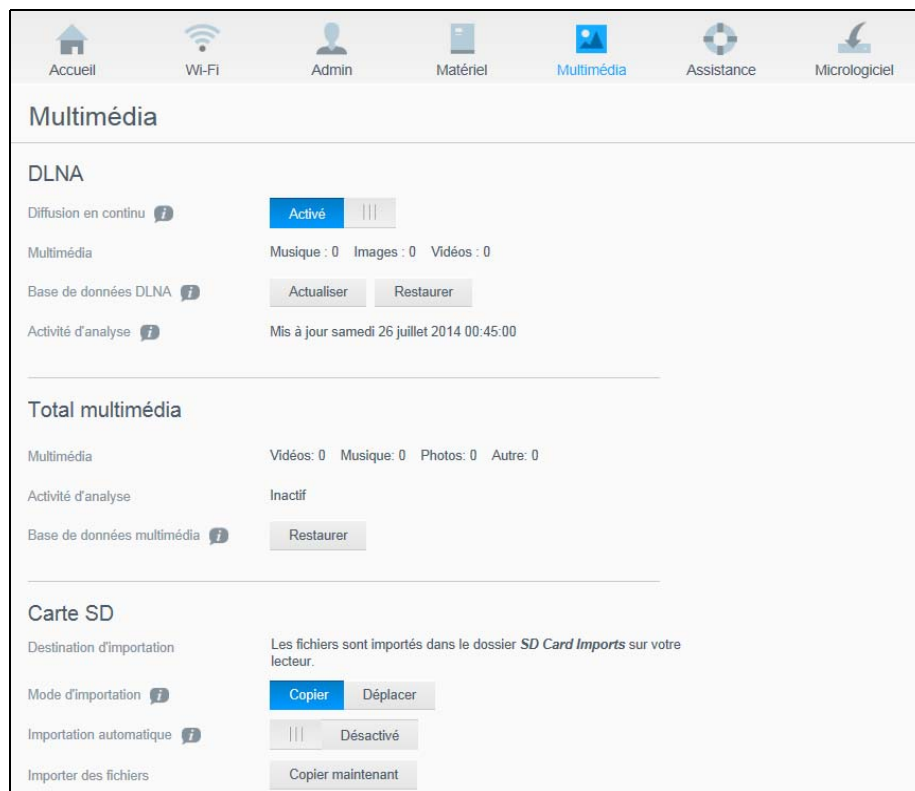 Accueil Wi-Fi Admin Matériel Multimédia Assistance Micrologiciel
Multimédia
DLNA
Diffusion en continu Activé
Multimédia Musique : 0 Images : 0 Vidéos : 0
Base de données DLNA Actualiser Restaurer
Activité d'analyse Mis à jour samedi 26 juillet 2014 00:45:00
Total multimédia
Multimédia Vidéos: 0 Musique: 0 Photos: 0 Autre: 0
Activité d'analyse Inactif
Base de données multimédia Restaurer
Carte SD
Destination d'importation Les fichiers sont importés dans le dossier SD Card Imports sur votre
lecteur.
Mode d'importation Copier Déplacer
Importation automatique Désactivé
Importer des fichiers Copier maintenant